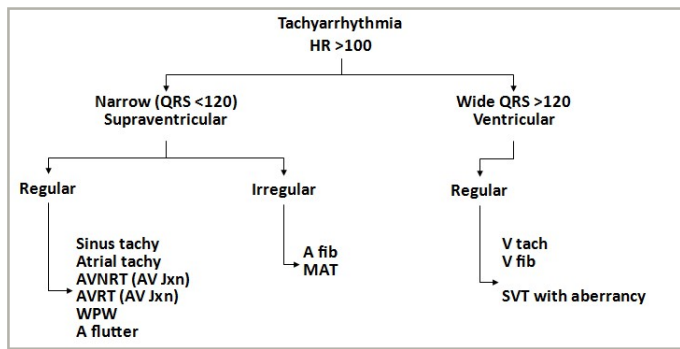 Tachyarrhythmia
HR >100
Narrow (QRS <120)
Supraventricular
Wide QRS >120
Ventricular
Regular
Irregular
Regular
Sinus tachy
Atrial tachy
AVNRT (AV Jxn)
AVRT (AV Jxn)
WPW
A flutter
A fib
MAT
V tach
V fib
SVT with aberrancy